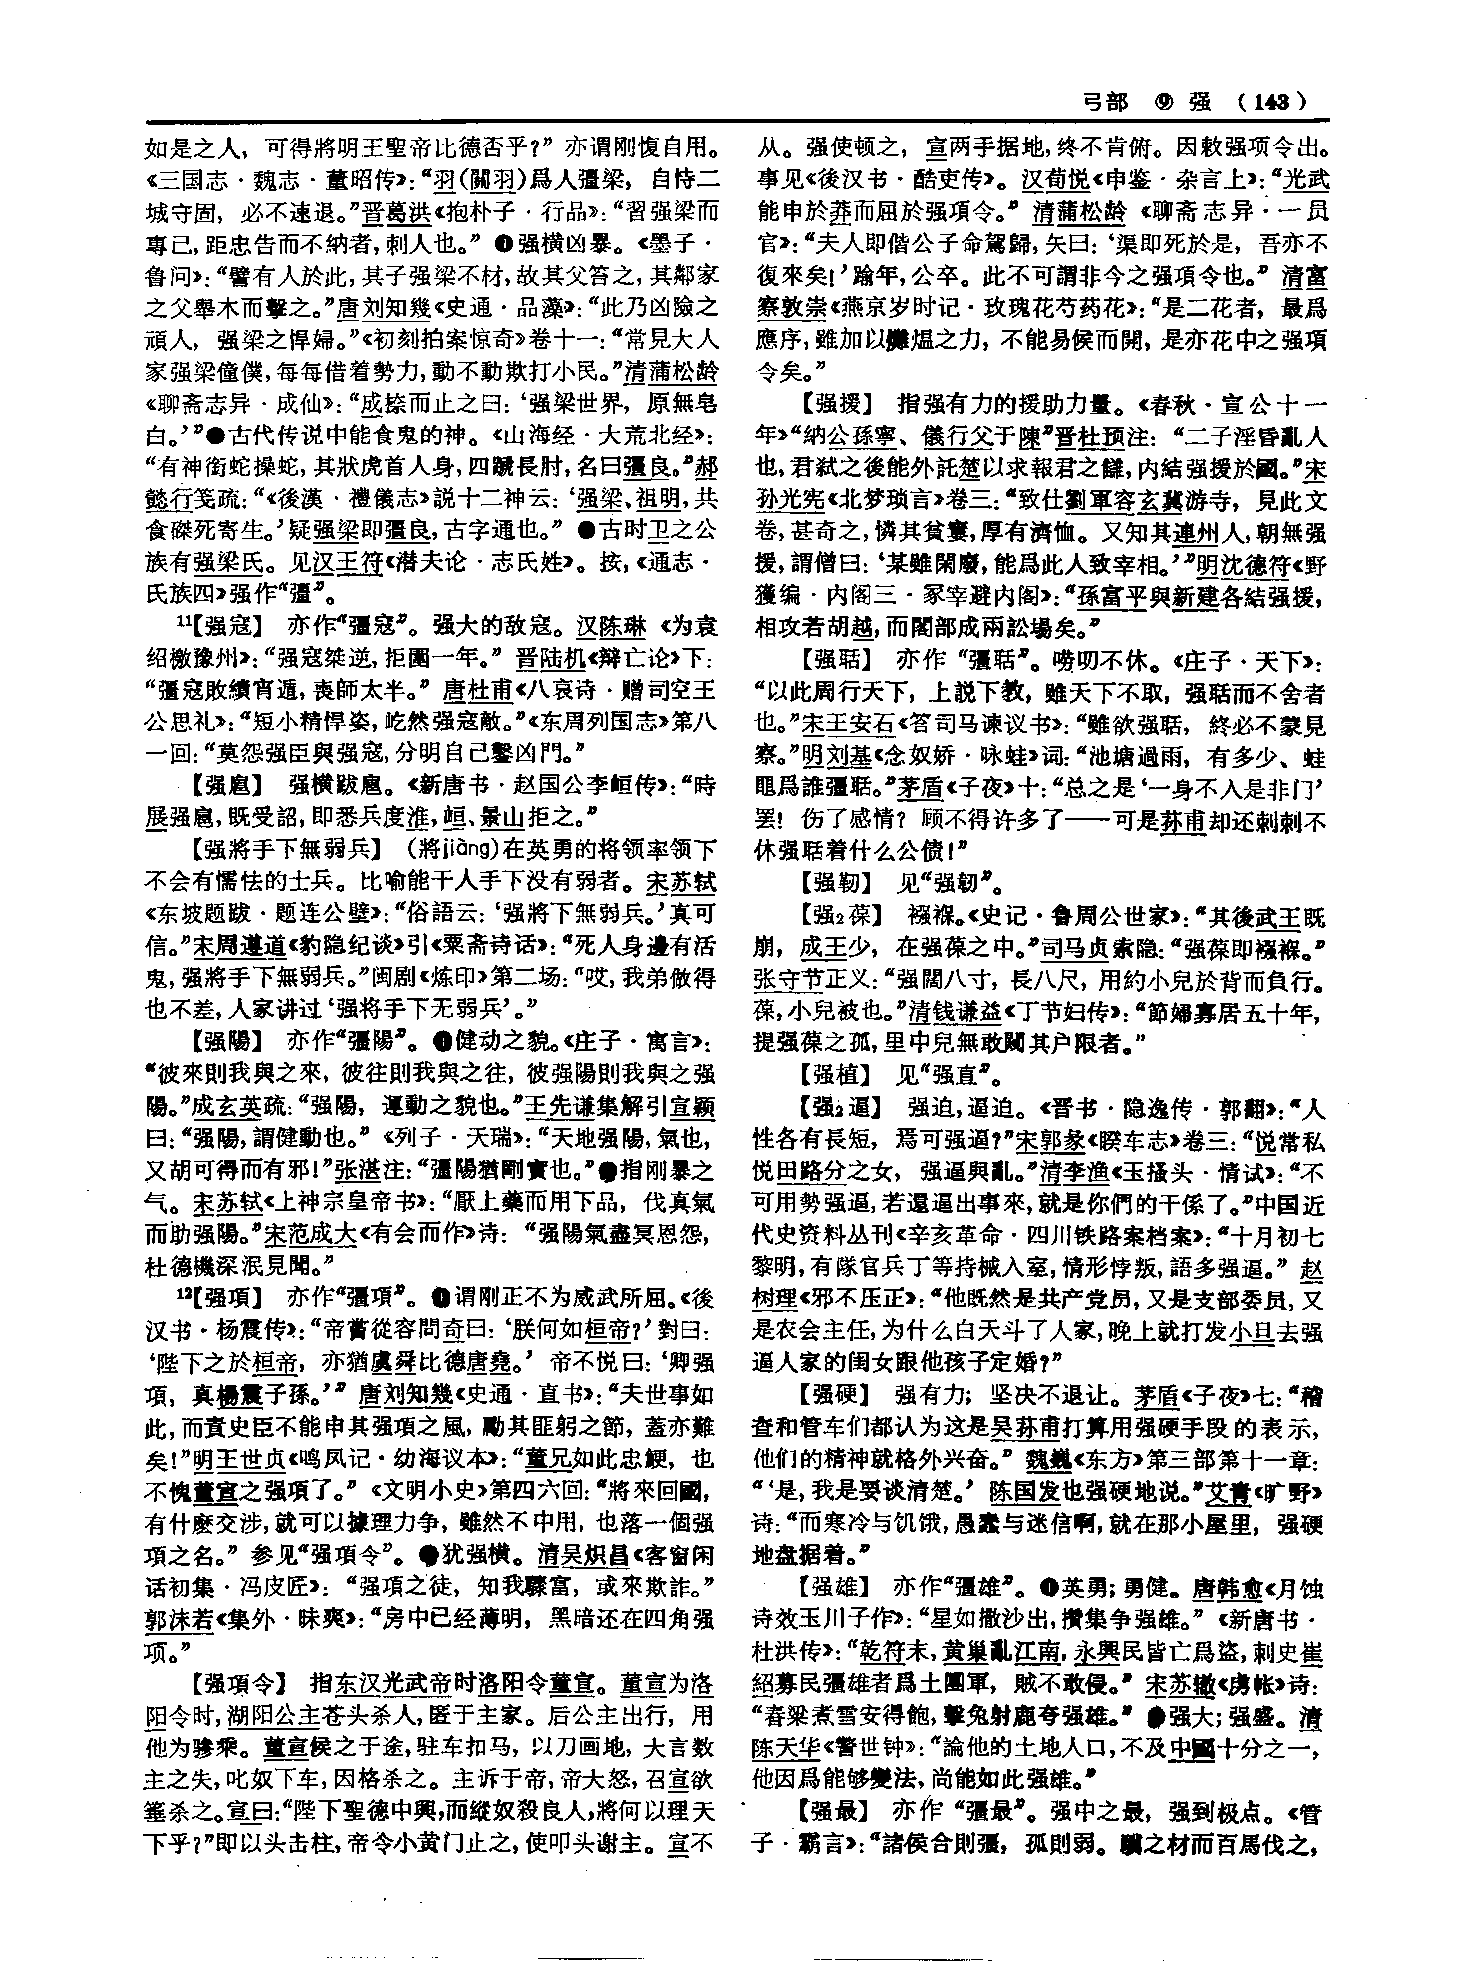 弓部 ⑨ 强 (143)
如是之人，可得將明王聖帝比德否乎？”亦谓刚愎自用。
《三国志·魏志·董昭传》：“羽(關羽)爲人彊梁，自恃二
城守固，必不速退。”晋葛洪《抱朴子·行品》：“習强梁而
專己，距忠告而不納者，刺人也。”强横凶暴。《墨子·
鲁问》：“譬有人於此，其子强梁不材，故其父笞之，其鄰家
之父舉木而擊之。”唐刘知幾《史通·品藻》：“此乃凶險之
頑人，强梁之悍婦。”《初刻拍案惊奇》卷十一：“常見大人
家强梁僮僕，每每借着勢力，動不動欺打小民。”清蒲松龄
《聊斋志异·成仙》：“成捺而止之曰：‘强梁世界，原無皂
白。’”●古代传说中能食鬼的神。《山海经·大荒北经》：
“有神銜蛇操蛇，其狀虎首人身，四蹏長肘，名曰彊良。”郝
懿行笺疏：“《後漢·禮儀志》説十二神云：‘强梁、祖明，共
食磔死寄生。’疑强梁即彊良，古字通也。”●古时卫之公
族有强梁氏。见汉王符《潜夫论·志氏姓》。按，《通志·
氏族四》强作“彊”。
11【强寇】 亦作“彊寇”。强大的敌寇。汉陈琳《为袁
绍檄豫州》：“强寇桀逆，拒圍一年。”晋陆机《辩亡论》下：
“彊寇敗績宵遁，喪師太半。”唐杜甫《八哀诗·赠司空王
公思礼》：“短小精悍姿，屹然强寇敵。”《东周列国志》第八
一回：“莫怨强臣與强寇，分明自己鑿凶門。”
【强扈】 强横跋扈。《新唐书·赵国公李峘传》：“時
展强扈，既受詔，即悉兵度淮，峘、景山拒之。”
【强將手下無弱兵】 (將jiàng)在英勇的将领率领下
不会有懦怯的士兵。比喻能干人手下没有弱者。宋苏轼
《东坡题跋·题连公壁》：“俗語云：‘强將下無弱兵。’真可
信。”宋周遵道《豹隐纪谈》引《粟斋诗话》：“死人身邊有活
鬼，强將手下無弱兵。”闽剧《炼印》第二场：“哎，我弟做得
也不差，人家讲过‘强将手下无弱兵’。”
【强陽】 亦作“彊陽”。健动之貌。《庄子·寓言》：
“彼來則我與之來，彼往則我與之往，彼强陽則我與之强
陽。”成玄英疏：“强陽，運動之貌也。”王先谦集解引宣颖
曰：“强陽，謂健動也。”《列子·天瑞》：“天地强陽，氣也，
又胡可得而有邪！”张湛注：“彊陽猶剛實也。”●指刚暴之
气。宋苏轼《上神宗皇帝书》：“厭上藥而用下品，伐真氣
而助强陽。”宋范成大《有会而作》诗：“强陽氣盡冥恩怨，
杜德機深泯見聞。”
12【强項】 亦作“彊項”。谓刚正不为威武所屈。《後
汉书·杨震传》：“帝嘗從容問奇曰：‘朕何如桓帝？’對曰：
‘陛下之於桓帝，亦猶虞舜比德唐堯。’帝不悦曰：‘卿强
項，真楊震子孫。’”唐刘知幾《史通·直书》：“夫世事如
此，而責史臣不能申其强項之風，勵其匪躬之節，蓋亦難
矣！”明王世贞《鸣凤记·幼海议本》：“董兄如此忠鯁，也
不愧董宣之强項了。”《文明小史》第四六回：“將來回國，
有什麽交涉，就可以據理力争，雖然不中用，也落一個强
項之名。”参见“强項令”。●犹强横。清吴炽昌《客窗闲
话初集·冯皮匠》：“强項之徒，知我驟富，或來欺詐。”
郭沫若《集外·昧爽》：“房中已经薄明，黑暗还在四角强
项。”
【强項令】 指东汉光武帝时洛阳令董宣。董宣为洛
阳令时，湖阳公主苍头杀人，匿于主家。后公主出行，用
他为骖乘。董宣候之于途，驻车扣马，以刀画地，大言数
主之失，叱奴下车，因格杀之。主诉于帝，帝大怒，召宣欲
箠杀之。宣曰：“陛下聖德中興，而縱奴殺良人，將何以理天
下乎？”即以头击柱，帝令小黄门止之，使叩头谢主。宣不
从。强使顿之，宣两手据地，终不肯俯。因敕强项令出。
事见《後汉书·酷吏传》。汉荀悦《申鉴·杂言上》：“光武
能申於莽而屈於强項令。”清蒲松龄《聊斋志异·一员
官》：“夫人即偕公子命駕歸，矢曰：‘渠即死於是，吾亦不
復來矣！’踰年，公卒。此不可謂非今之强項令也。”清富
察敦崇《燕京岁时记·玫瑰花芍药花》：“是二花者，最爲
應序，雖加以爊熅之力，不能易候而開，是亦花中之强項
令矣。”
【强援】 指强有力的援助力量。《春秋·宣公十一
年》“納公孫寧、儀行父于陳”晋杜预注：“二子淫昏亂人
也，君弑之後能外託楚以求報君之讎，内結强援於國。”宋
孙光宪《北梦琐言》卷三：“致仕劉軍容玄冀游寺，見此文
卷，甚奇之，憐其貧窶，厚有濟恤。又知其連州人，朝無强
援，謂僧曰：‘某雖閑廢，能爲此人致宰相。’”明沈德符《野
獲编·内阁三·冢宰避内阁》：“孫富平與新建各結强援，
相攻若胡越，而閣部成兩訟場矣。”
【强聒】 亦作“彊聒”。唠叨不休。《庄子·天下》：
“以此周行天下，上説下教，雖天下不取，强聒而不舍者
也。”宋王安石《答司马谏议书》：“雖欲强聒，終必不蒙見
察。”明刘基《念奴娇·咏蛙》词：“池塘過雨，有多少、蛙
黽爲誰彊聒。”茅盾《子夜》十：“总之是‘一身不入是非门’
罢！伤了感情？顾不得许多了——可是荪甫却还刺刺不
休强聒着什么公债！”
【强靭】 见“强韌”。
【强2葆】 襁褓。《史记·鲁周公世家》：“其後武王既
崩，成王少，在强葆之中。”司马贞索隐：“强葆即襁褓。”
张守节正义：“强闊八寸，長八尺，用約小兒於背而負行。
葆，小兒被也。”清钱谦益《丁节妇传》：“節婦寡居五十年，
提强葆之孤，里中兒無敢闖其户限者。”
【强植】 见“强直”。
【强2逼】 强迫，逼迫。《晋书·隐逸传·郭翻》：“人
性各有長短，焉可强逼？”宋郭彖《睽车志》卷三：“悦常私
悦田路分之女，强逼與亂。”清李渔《玉搔头·情试》：“不
可用勢强逼，若還逼出事來，就是你們的干係了。”中国近
代史资料丛刊《辛亥革命·四川铁路案档案》：“十月初七
黎明，有隊官兵丁等持械入室，情形悖叛，語多强逼。”赵
树理《邪不压正》：“他既然是共产党员，又是支部委员，又
是农会主任，为什么白天斗了人家，晚上就打发小旦去强
逼人家的闺女跟他孩子定婚？”
【强硬】 强有力；坚决不退让。茅盾《子夜》七：“稽
查和管车们都认为这是吴荪甫打算用强硬手段的表示，
他们的精神就格外兴奋。”魏巍《东方》第三部第十一章：
“‘是，我是要谈清楚。’陈国发也强硬地说。”艾青《旷野》
诗：“而寒冷与饥饿，愚蠢与迷信啊，就在那小屋里，强硬
地盘据着。”
【强雄】 亦作“彊雄”。英勇；勇健。唐韩愈《月蚀
诗效玉川子作》：“星如撒沙出，攢集争强雄。”《新唐书·
杜洪传》：“乾符末，黄巢亂江南，永興民皆亡爲盜，刺史崔
紹募民彊雄者爲土團軍，賊不敢侵。”宋苏辙《虏帐》诗：
“舂粱煮雪安得飽，擊兔射鹿夸强雄。”●强大；强盛。清
陈天华《警世钟》：“論他的土地人口，不及中國十分之一，
他因爲能够變法，尚能如此强雄。”
【强最】 亦作“彊最”。强中之最，强到极点。《管
子·霸言》：“諸侯合則彊，孤則弱。驥之材而百馬伐之，